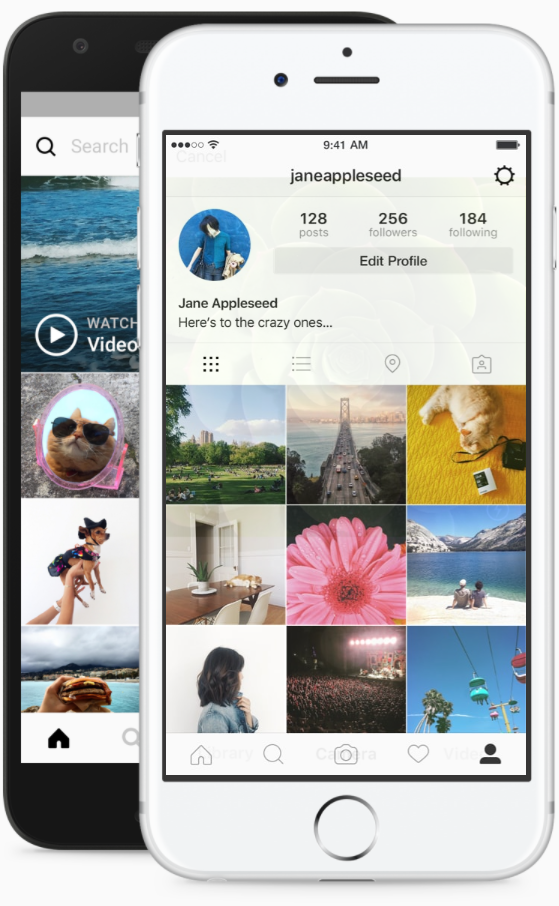 Search
WATCH
Video
9:41 AM
Cancel
janeappleseed
128
256
184
posts
followers
following
Edit Profile
Jane Appleseed
Here's to the crazy ones...
Library
Camera
Video